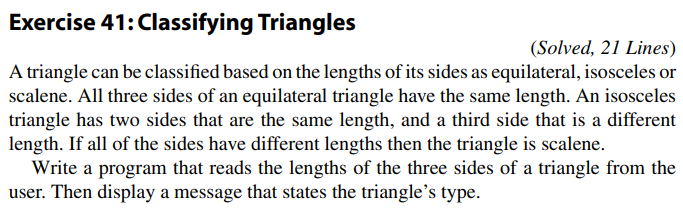 Exercise 41: Classifying Triangles
(Solved, 21 Lines)
A triangle can be classified based on the lengths of its sides as equilateral, isosceles or
scalene. All three sides of an equilateral triangle have the same length. An isosceles
triangle has two sides that are the same length, and a third side that is a different
length. If all of the sides have different lengths then the triangle is scalene.
Write a program that reads the lengths of the three sides of a triangle from the
user. Then display a message that states the triangle's type.